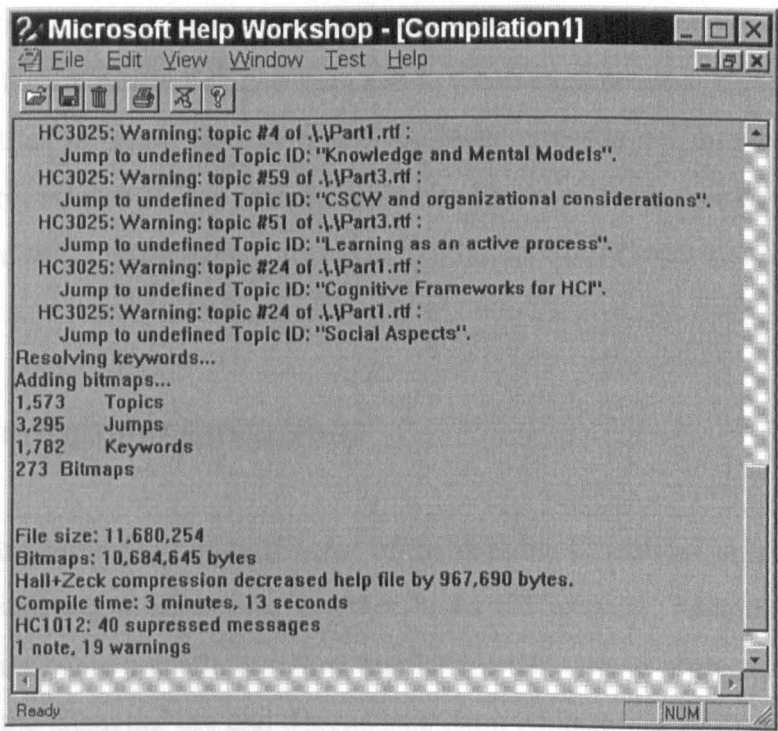 Microsoft Help Workshop - [Compilation1]
File Edit View Window Test Help
HC3025: Warning: topic #4 of .\.\Part1.rtf :
Jump to undefined Topic ID: "Knowledge and Mental Models".
HC3025: Warning: topic #59 of .\.\Part3.rtf :
Jump to undefined Topic ID: "CSCW and organizational considerations".
HC3025: Warning: topic #51 of .\.\Part3.rtf :
Jump to undefined Topic ID: "Learning as an active process".
HC3025: Warning: topic #24 of .\.\Part1.rtf :
Jump to undefined Topic ID: "Cognitive Frameworks for HCI".
HC3025: Warning: topic #24 of .\.\Part1.rtf :
Jump to undefined Topic ID: "Social Aspects".
Resolving keywords...
Adding bitmaps...
1,573 Topics
3,295 Jumps
1,782 Keywords
273 Bitmaps
File size: 11,680,254
Bitmaps: 10,684,645 bytes
Hall+Zeck compression decreased help file by 967,690 bytes.
Compile time: 3 minutes, 13 seconds
HC1012: 40 supressed messages
1 note, 19 warnings
Ready NUM